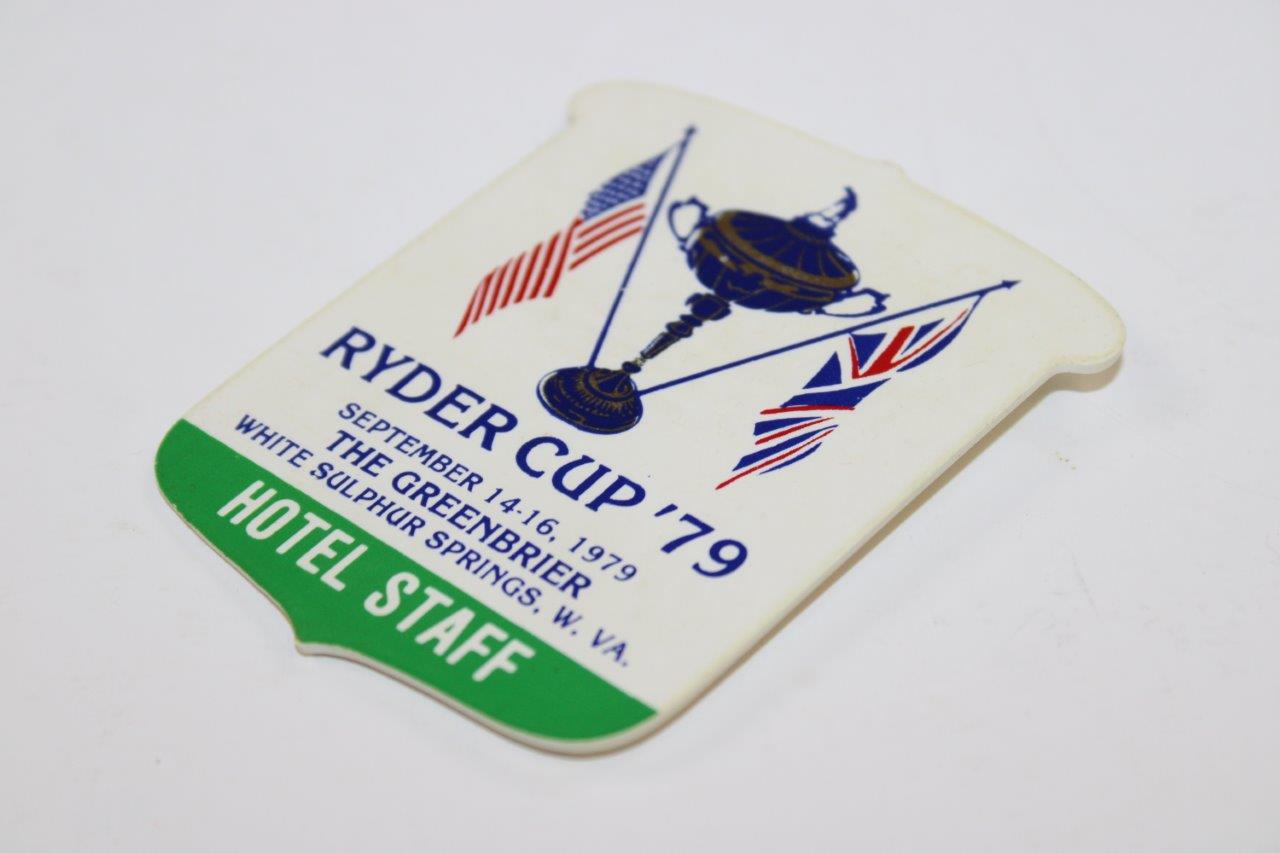 RYDER CUP '79
SEPTEMBER 14-16, 1979
THE GREENBRIER
WHITE SULPHUR SPRINGS, W. VA.
HOTEL STAFF